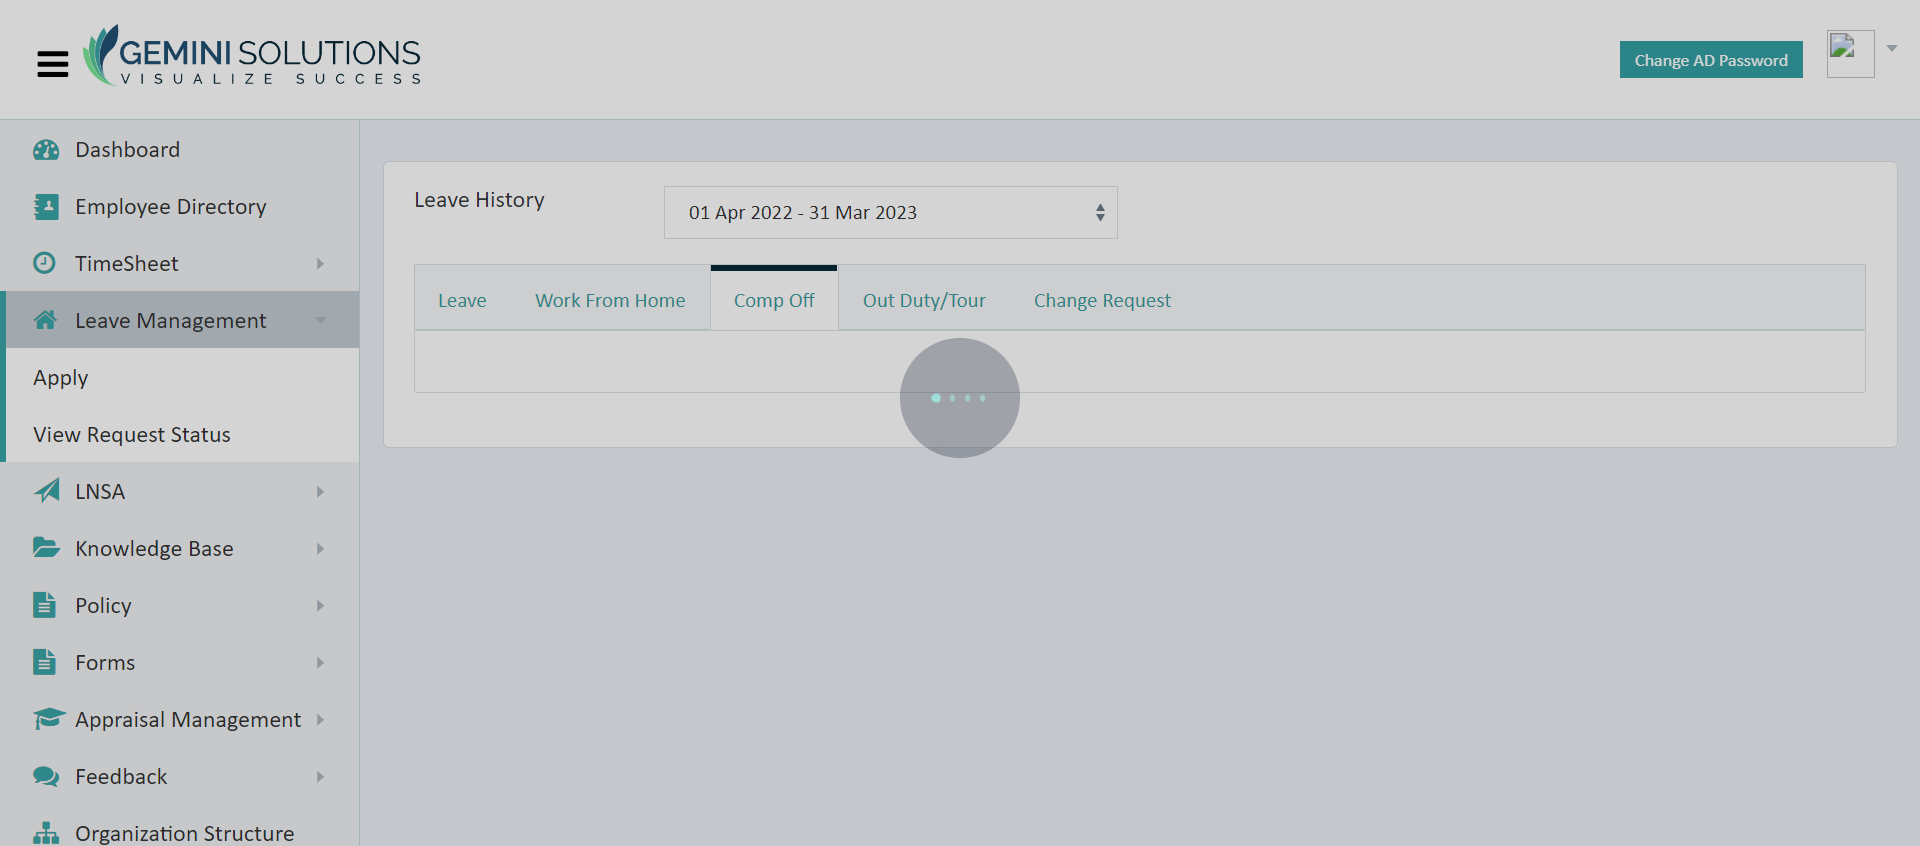 GEMINI SOLUTIONS
VISUALIZE SUCCESS
Change AD Password
Dashboard
Employee Directory
TimeSheet
Leave Management
Apply
View Request Status
LNSA
Knowledge Base
Policy
Forms
Appraisal Management
Feedback
Organization Structure
Leave History
01 Apr 2022 - 31 Mar 2023
Leave Work From Home Comp Off Out Duty/Tour Change Request